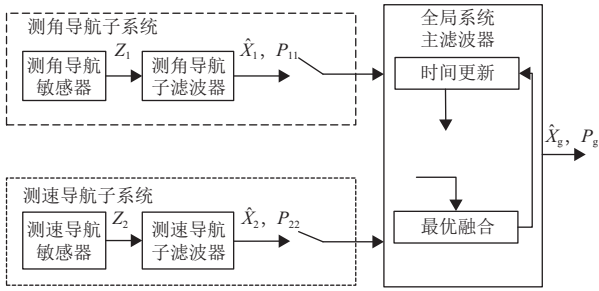 测角导航子系统
测角导航
敏感器
Z₁
测角导航
子滤波器
X̂₁, P₁₁
测速导航子系统
测速导航
敏感器
Z₂
测速导航
子滤波器
X̂₂, P₂₂
全局系统
主滤波器
时间更新
最优融合
X̂g, Pg